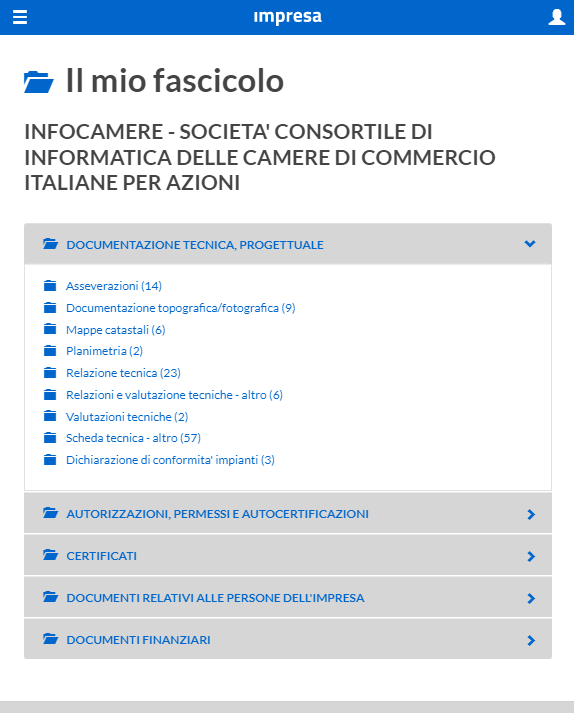 impresa
Il mio fascicolo
INFOCAMERE - SOCIETA' CONSORTILE DI
INFORMATICA DELLE CAMERE DI COMMERCIO
ITALIANE PER AZIONI
DOCUMENTAZIONE TECNICA, PROGETTUALE
Asseverazioni (14)
Documentazione topografica/fotografica (9)
Mappe catastali (6)
Planimetria (2)
Relazione tecnica (23)
Relazioni e valutazione tecniche - altro (6)
Valutazioni tecniche (2)
Scheda tecnica - altro (57)
Dichiarazione di conformita' impianti (3)
AUTORIZZAZIONI, PERMESSI E AUTOCERTIFICAZIONI
CERTIFICATI
DOCUMENTI RELATIVI ALLE PERSONE DELL'IMPRESA
DOCUMENTI FINANZIARI